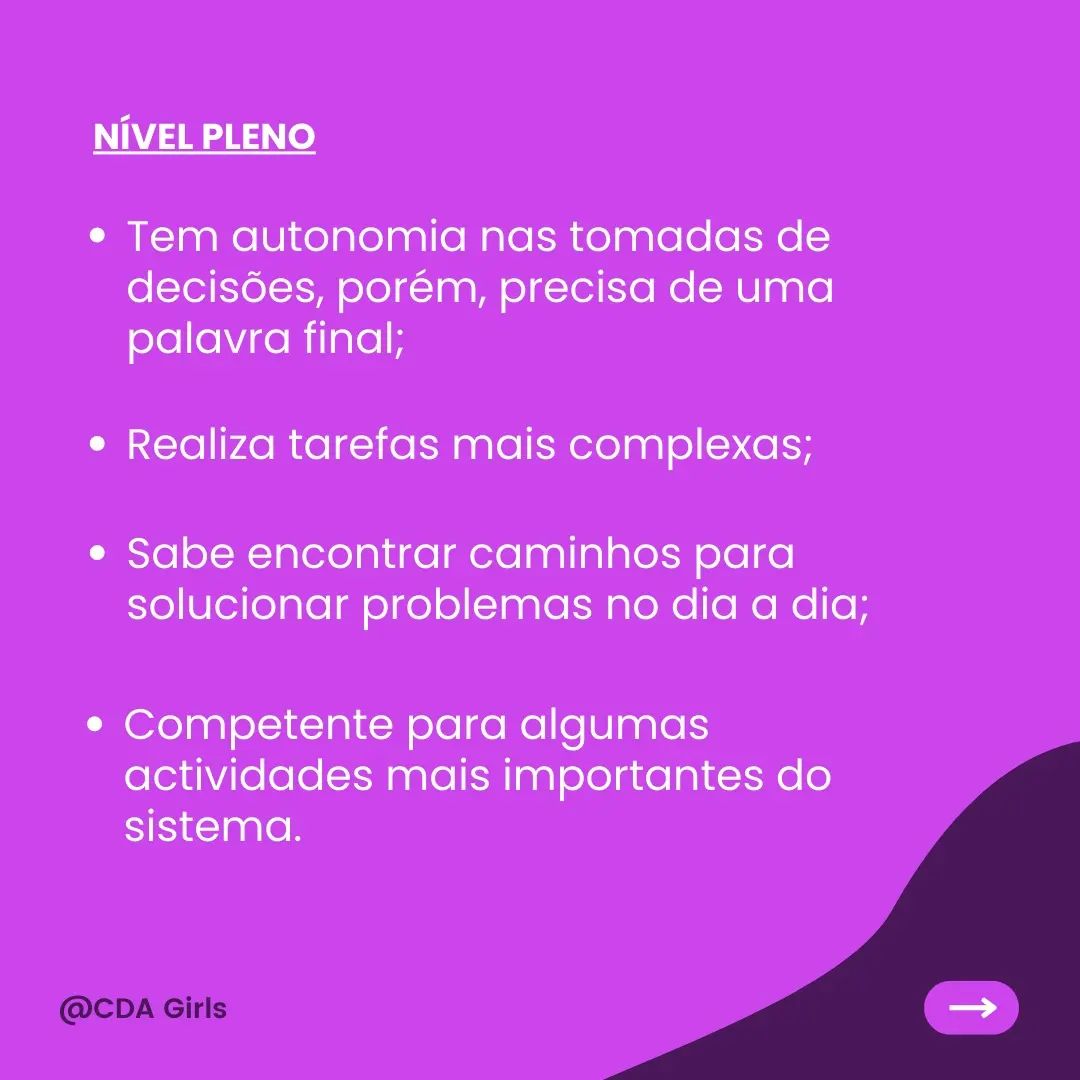 NÍVEL PLENO
• Tem autonomia nas tomadas de
decisões, porém, precisa de uma
palavra final;
• Realiza tarefas mais complexas;
• Sabe encontrar caminhos para
solucionar problemas no dia a dia;
• Competente para algumas
actividades mais importantes do
sistema.
@CDA Girls